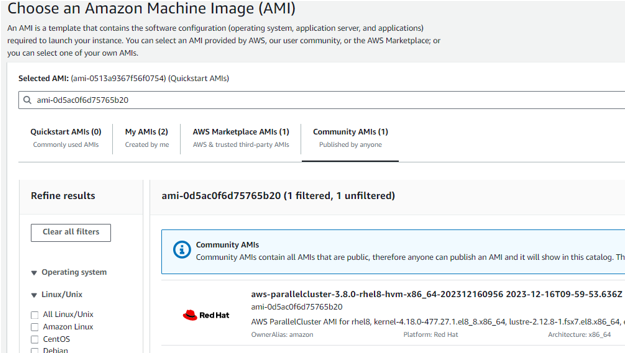 Choose an Amazon Machine Image (AMI)
An AMI is a template that contains the software configuration (operating system, application server, and applications)
required to launch your instance. You can select an AMI provided by AWS, our user community, or the AWS Marketplace; or
you can select one of your own AMIs.
Selected AMI: (ami-0513a9367f56f0754) (Quickstart AMIs)
ami-0d5ac0f6d75765b20
Quickstart AMIs (0)
Commonly used AMIs
My AMIs (2)
Created by me
AWS Marketplace AMIs (1)
AWS & trusted third-party AMIs
Community AMIs (1)
Published by anyone
Refine results
Clear all filters
Operating system
Linux/Unix
All Linux/Unix
Amazon Linux
CentOS
Debian
ami-0d5ac0f6d75765b20 (1 filtered, 1 unfiltered)
Community AMIs
Community AMIs contain all AMIs that are public, therefore anyone can publish an AMI and it will show in this catalog. Th
Red Hat
aws-parallelcluster-3.8.0-rhel8-hvm-x86_64-202312160956 2023-12-16T09-59-53.636Z
ami-0d5ac0f6d75765b20
AWS ParallelCluster AMI for rhel8, kernel-4.18.0-477.27.1.el8_8.x86_64, lustre-2.12.8-1.fsx7.el8.x86_64,
OwnerAlias: amazon
Platform: Red Hat
Architecture: x86_64